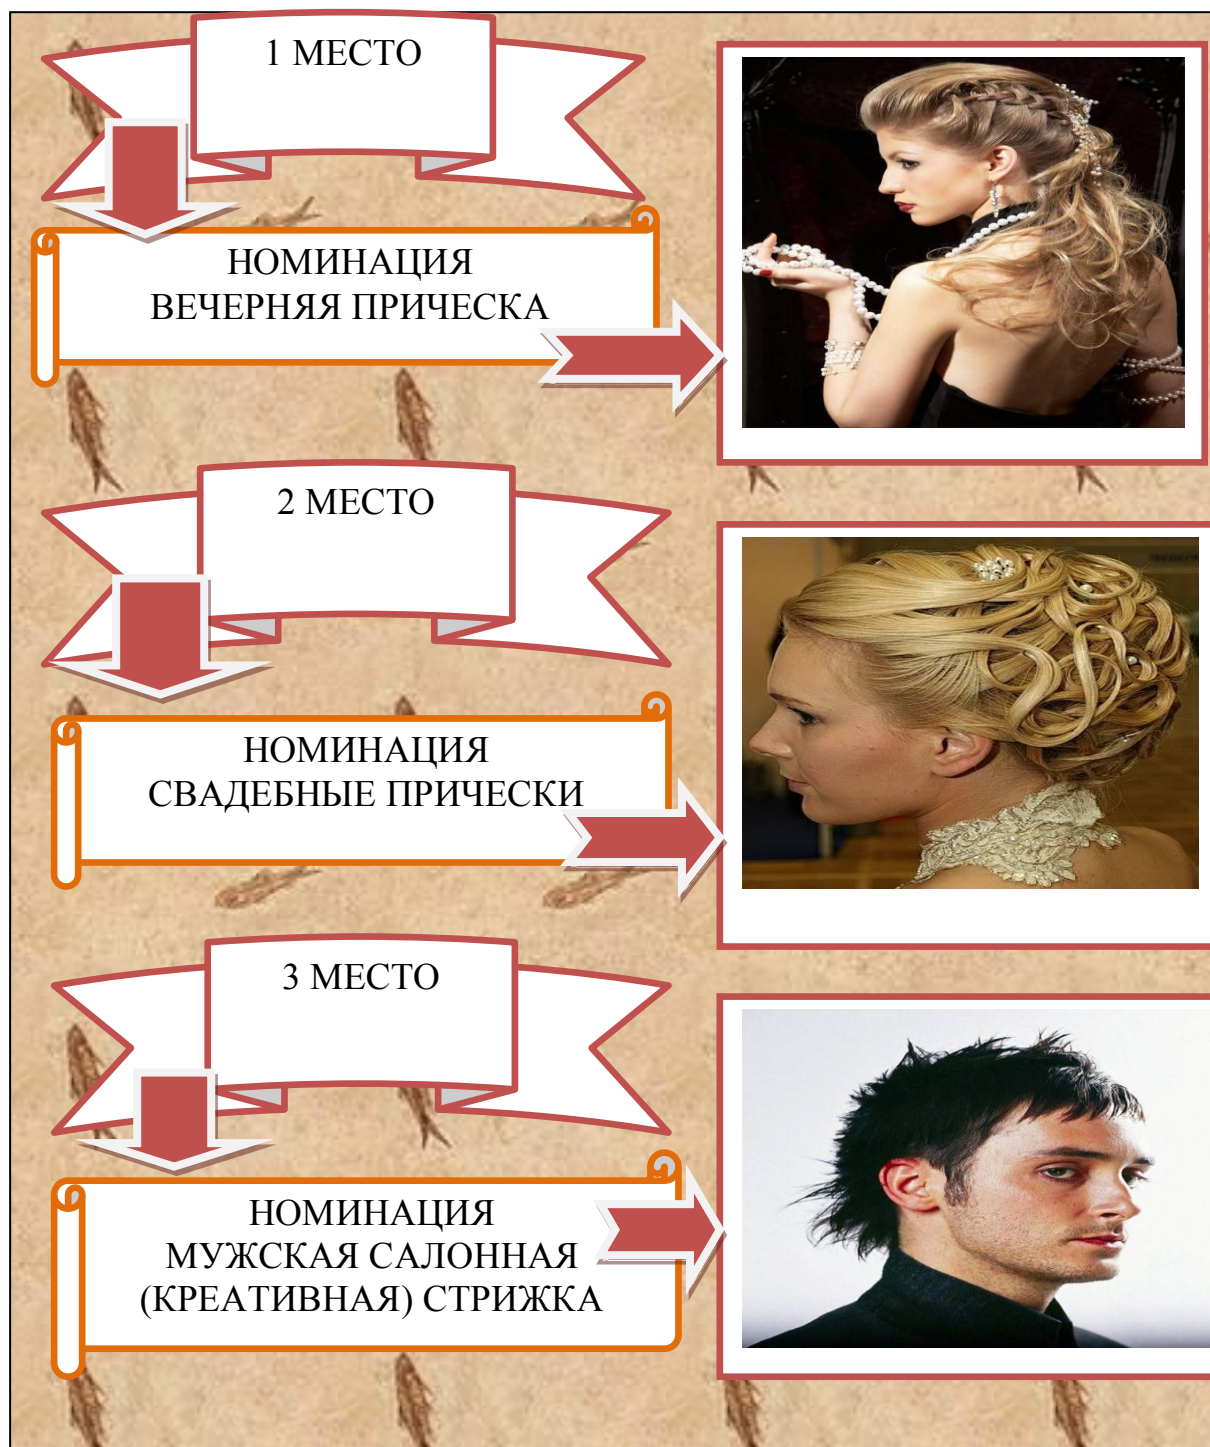 1 МЕСТО
НОМИНАЦИЯ
ВЕЧЕРНЯЯ ПРИЧЕСКА
2 МЕСТО
НОМИНАЦИЯ
СВАДЕБНЫЕ ПРИЧЕСКИ
3 МЕСТО
НОМИНАЦИЯ
МУЖСКАЯ САЛОННАЯ
(КРЕАТИВНАЯ) СТРИЖКА